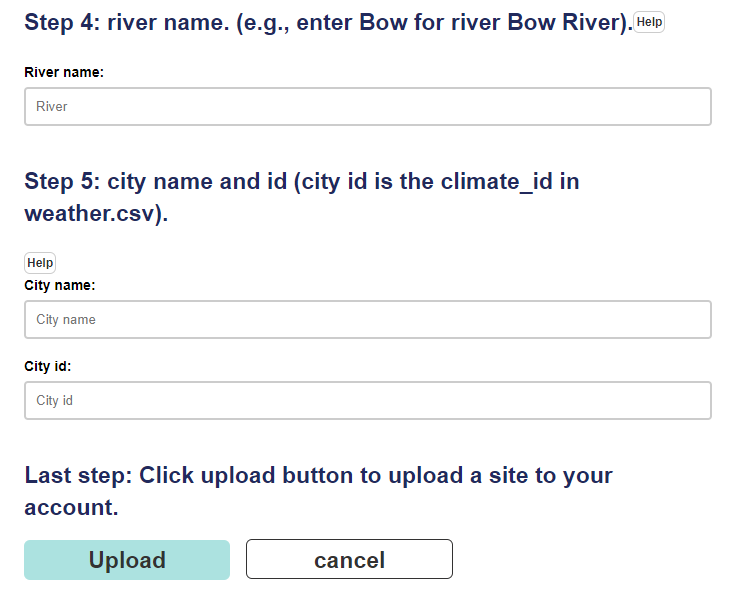 Step 4: river name. (e.g., enter Bow for river Bow River). Help
River name:
River
Step 5: city name and id (city id is the climate_id in
weather.csv).
Help
City name:
City name
City id:
City id
Last step: Click upload button to upload a site to your
account.
Upload cancel